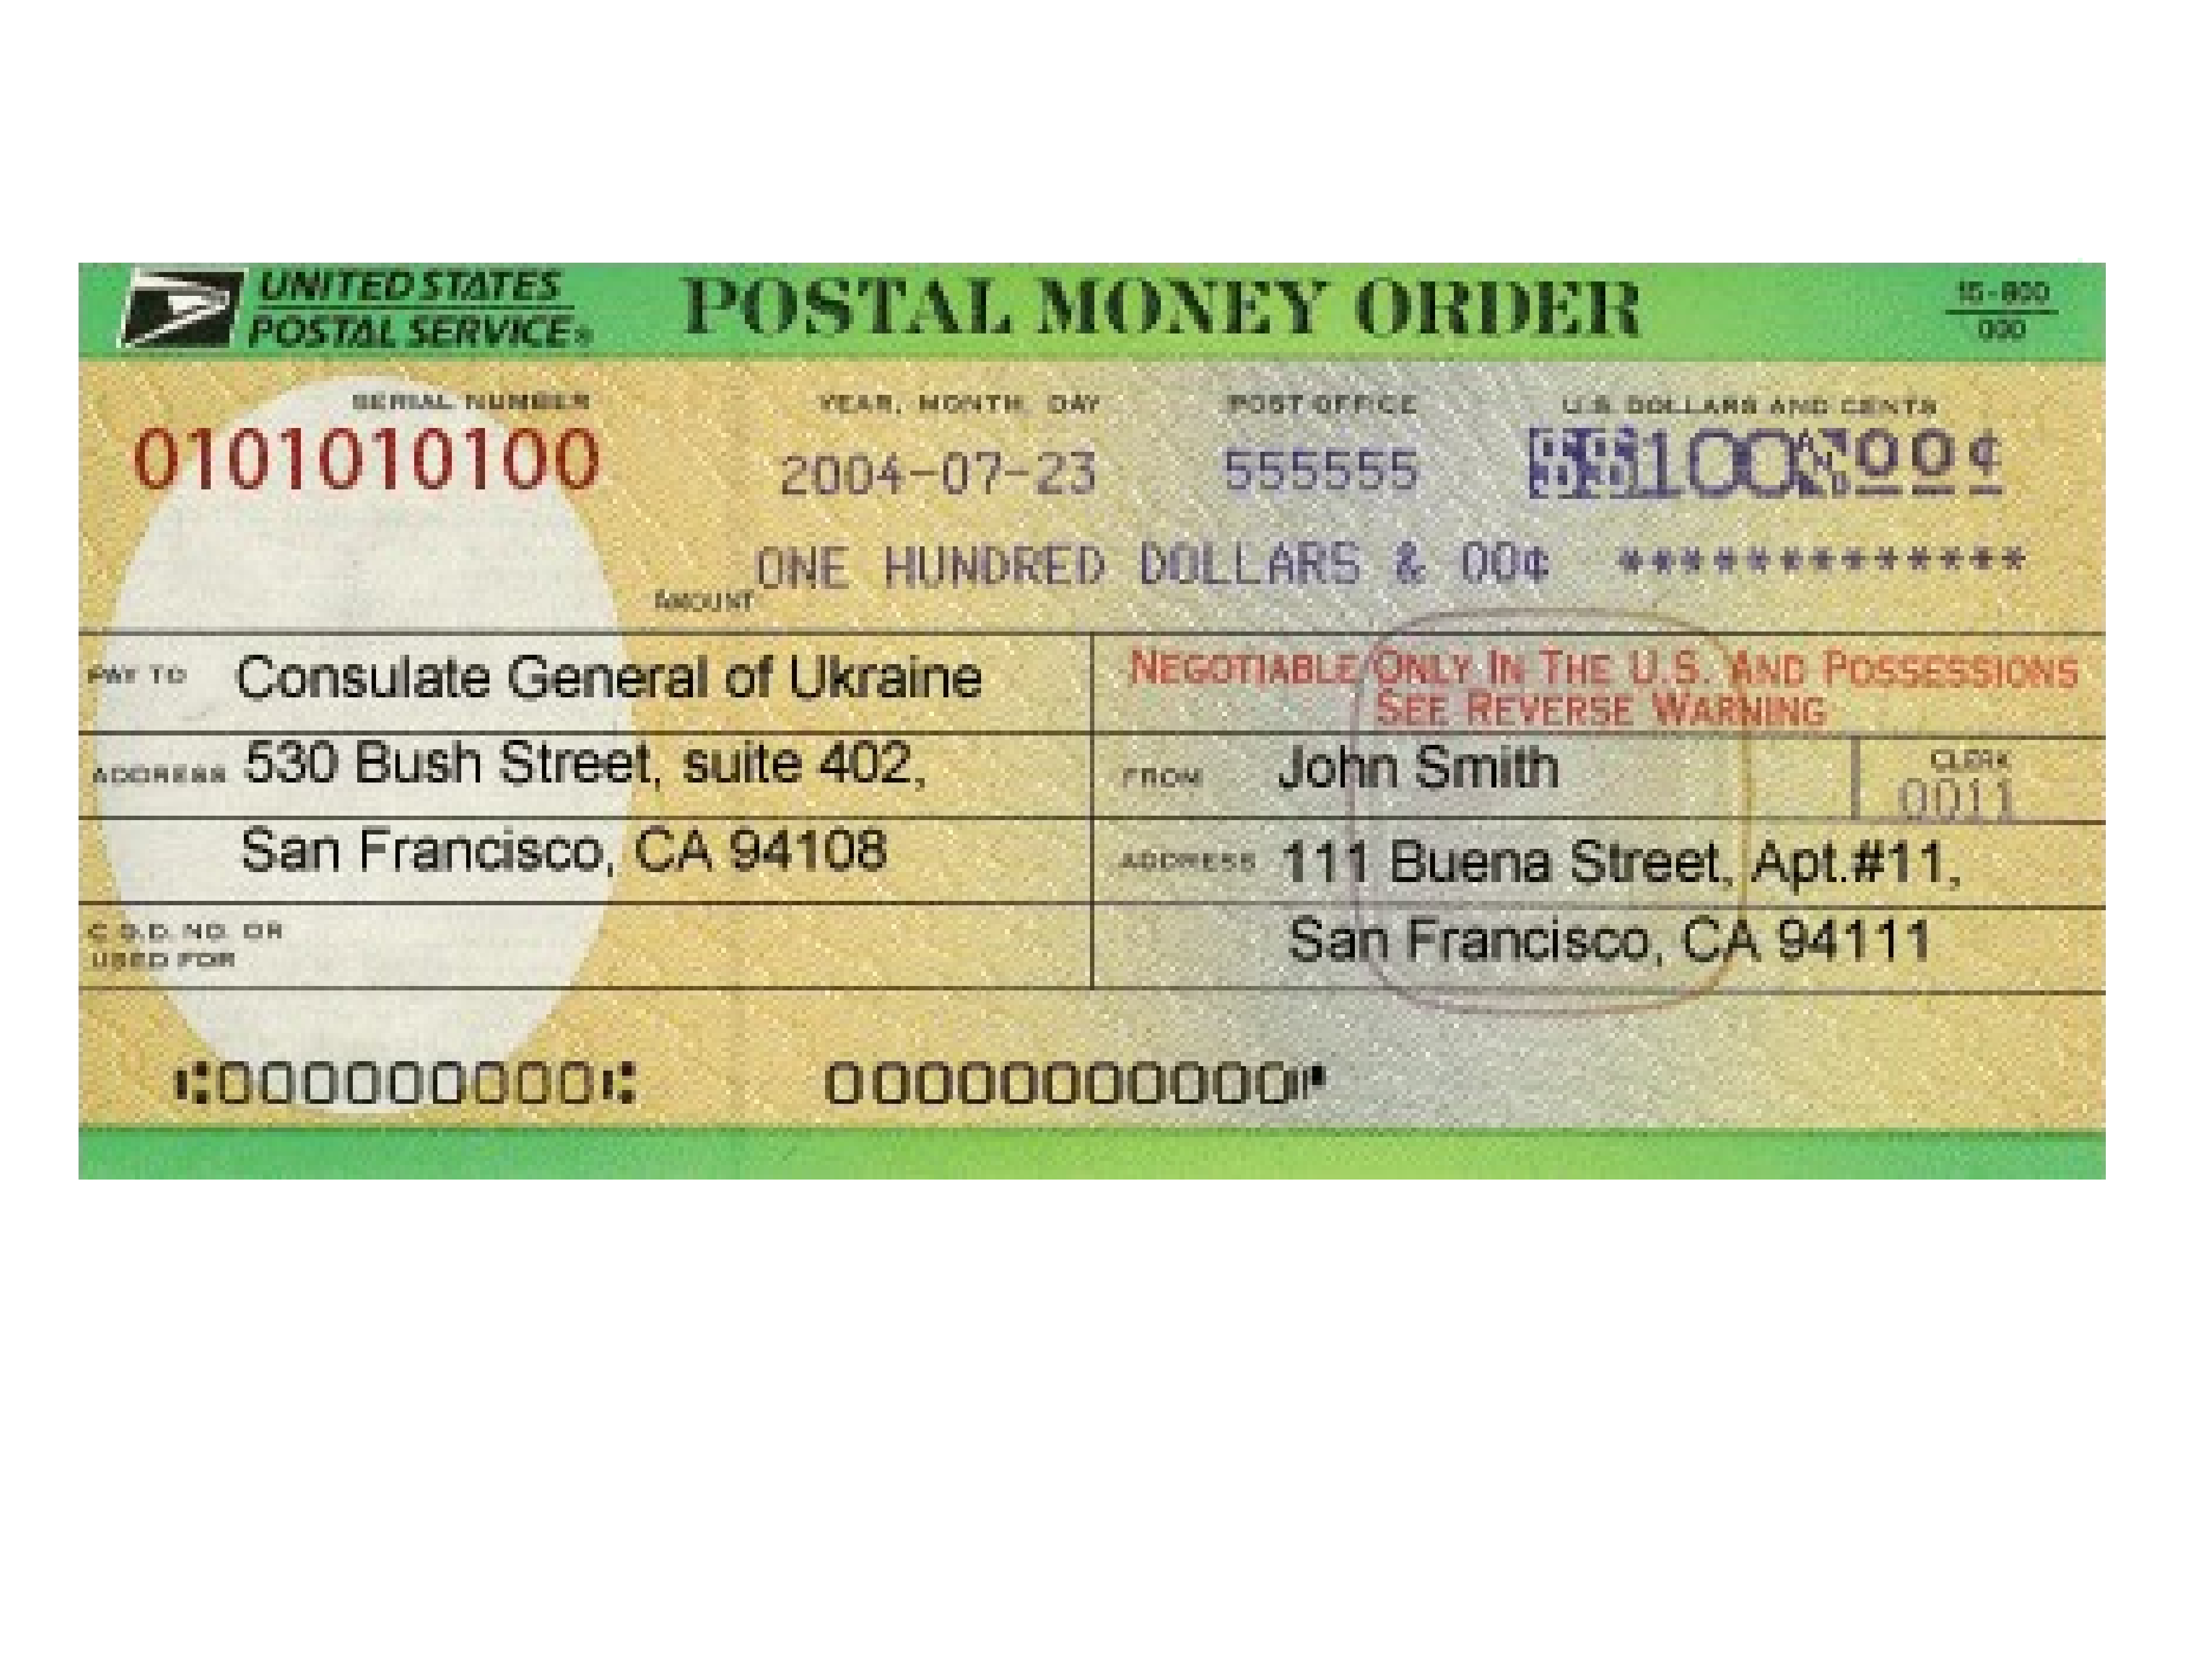 UNITED STATES
POSTAL SERVICE®
POSTAL MONEY ORDER
15-800
000
SERIAL NUMBER
YEAR, MONTH, DAY
POST OFFICE
U.S. DOLLARS AND CENTS
0101010100
2004-07-23
555555
$$100$00¢
AMOUNT
ONE HUNDRED DOLLARS & 00¢ *************
PAY TO Consulate General of Ukraine
ADDRESS 530 Bush Street, suite 402,
San Francisco, CA 94108
C.O.D. NO. OR
USED FOR
NEGOTIABLE ONLY IN THE U.S. AND POSSESSIONS
SEE REVERSE WARNING
FROM John Smith
CLERK
0011
ADDRESS 111 Buena Street, Apt.#11,
San Francisco, CA 94111
⑆000000000⑆ 00000000000⑈